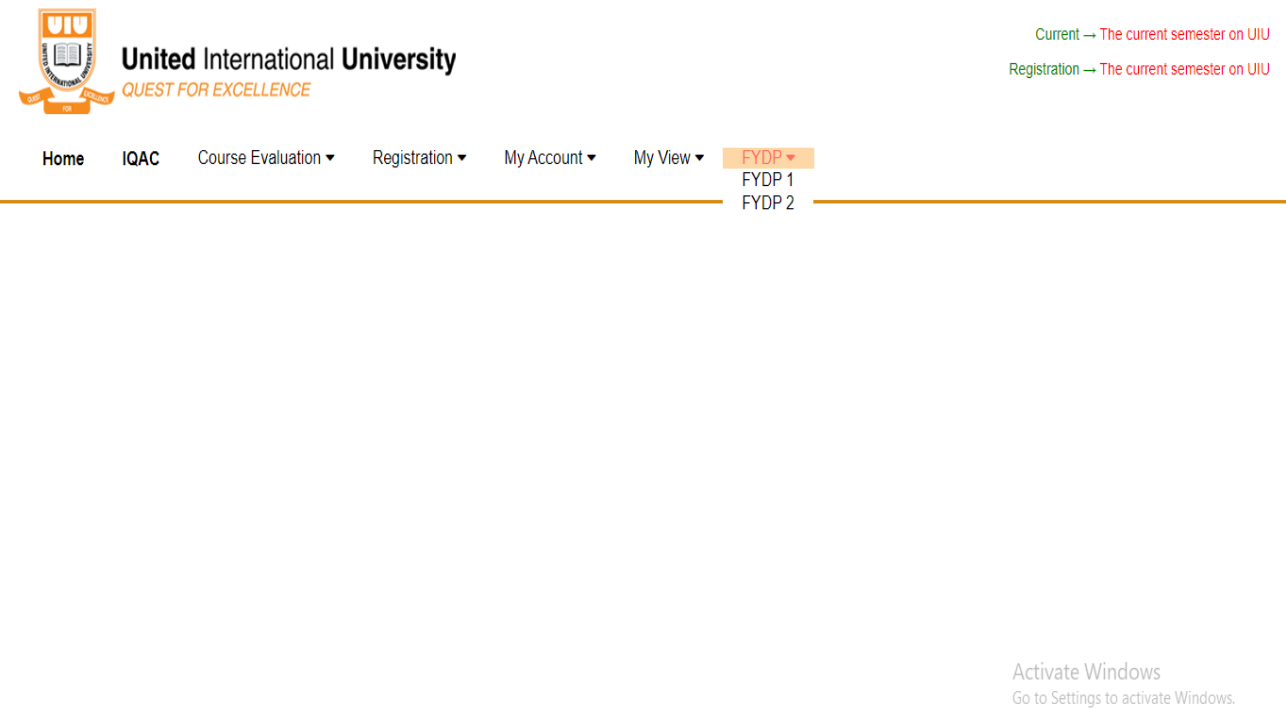 UIU
UNITED INTERNATIONAL UNIVERSITY
QUEST FOR EXCELLENCE
United International University
QUEST FOR EXCELLENCE
Current → The current semester on UIU
Registration → The current semester on UIU
Home IQAC Course Evaluation ▾ Registration ▾ My Account ▾ My View ▾ FYDP ▾
FYDP 1
FYDP 2
Activate Windows
Go to Settings to activate Windows.